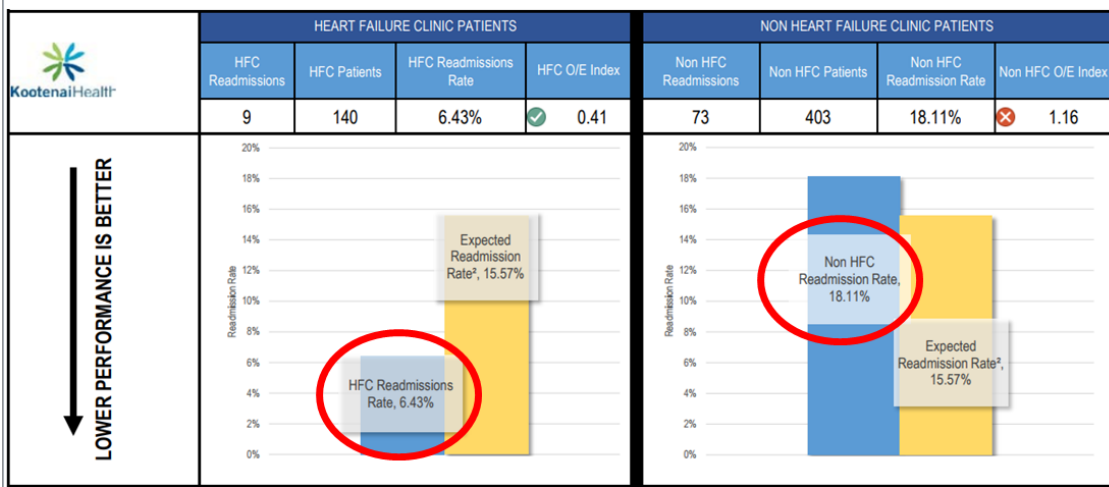 HEART FAILURE CLINIC PATIENTS
NON HEART FAILURE CLINIC PATIENTS
KootenaiHealth
HFC
Readmissions
HFC Patients
HFC Readmissions
Rate
HFC O/E Index
Non HFC
Readmissions
Non HFC Patients
Non HFC
Readmission Rate
Non HFC O/E Index
9
140
6.43%
0.41
73
403
18.11%
1.16
LOWER PERFORMANCE IS BETTER
Readmission Rate
20%
18%
16%
14%
12%
10%
8%
6%
4%
2%
0%
Expected
Readmission
Rate², 15.57%
HFC Readmissions
Rate, 6.43%
Readmission Rate
20%
18%
16%
14%
12%
10%
8%
6%
4%
2%
0%
Non HFC
Readmission Rate,
18.11%
Expected
Readmission Rate²,
15.57%